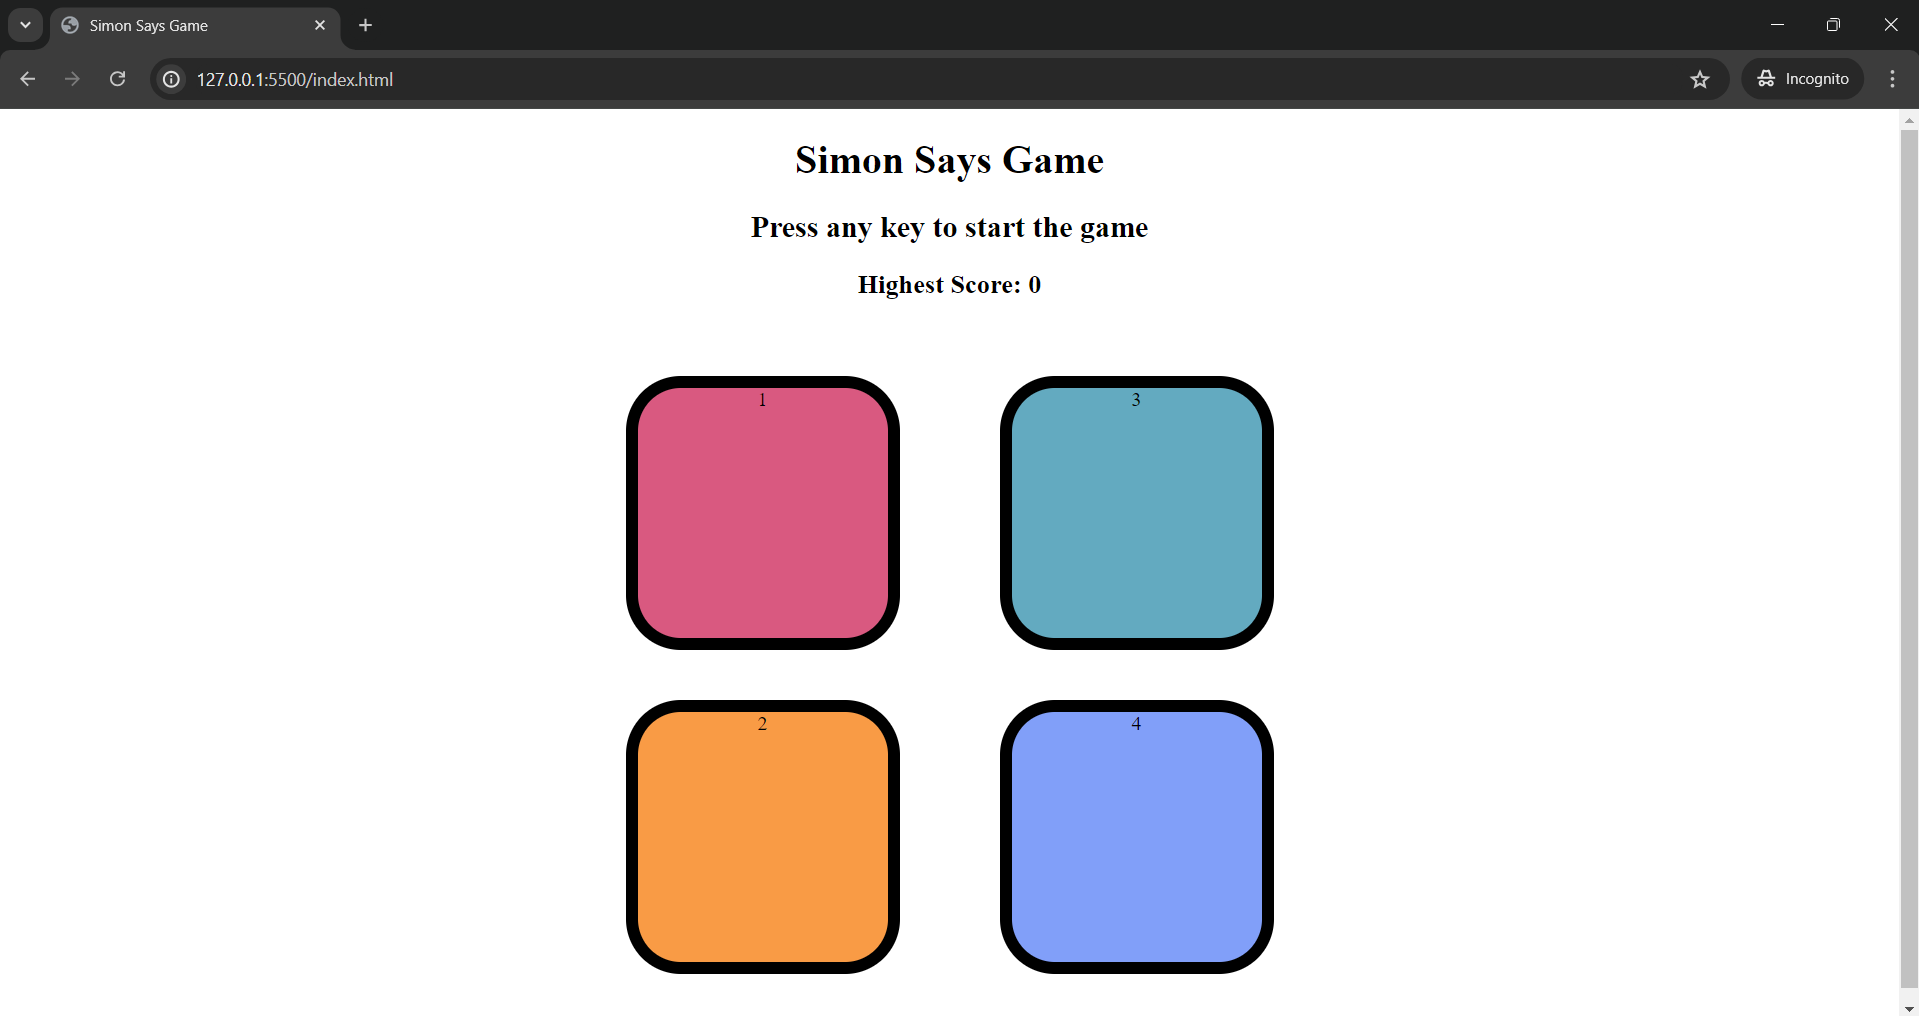 Simon Says Game
127.0.0.1:5500/index.html
Incognito
Simon Says Game
Press any key to start the game
Highest Score: 0
1
3
2
4